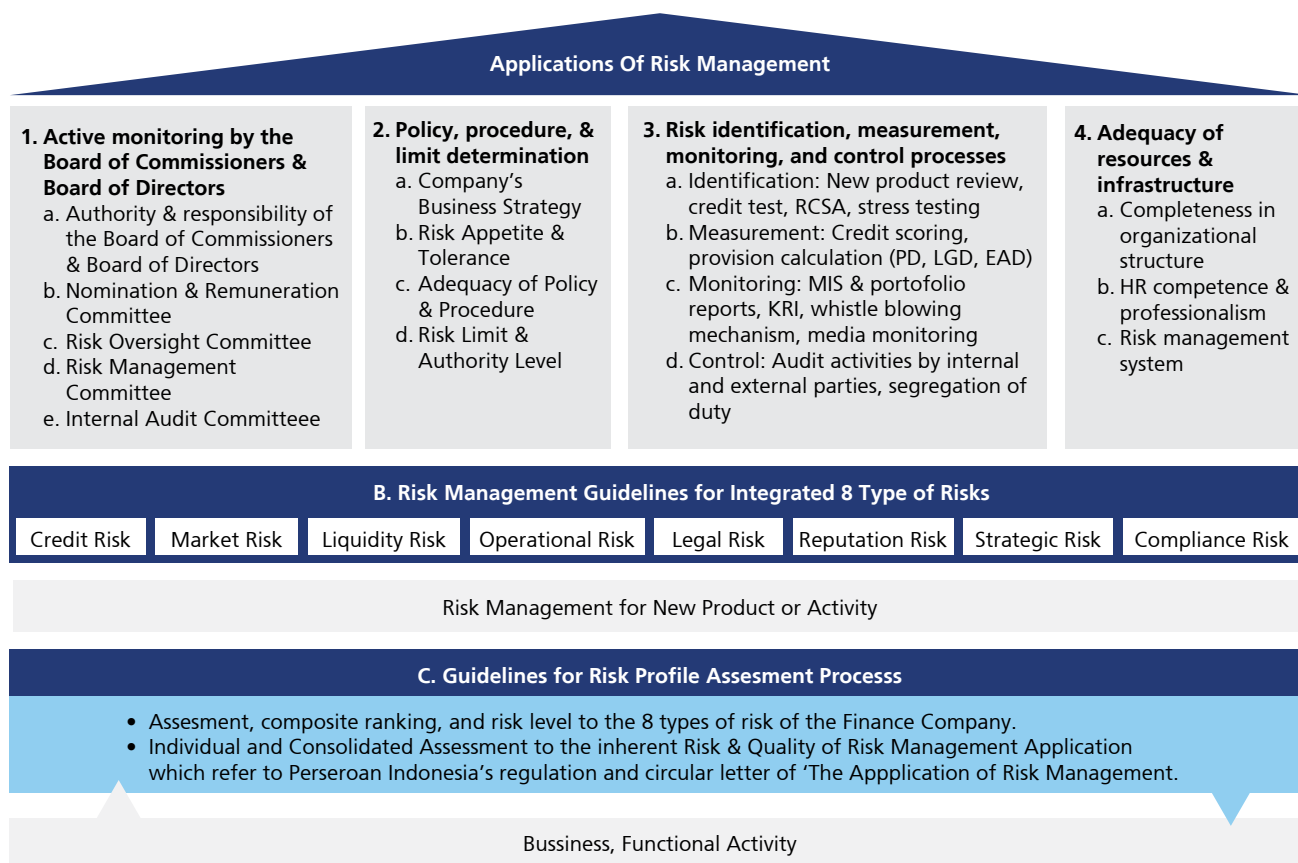 Applications Of Risk Management
1. Active monitoring by the
Board of Commissioners &
Board of Directors
a. Authority & responsibility of
the Board of Commissioners
& Board of Directors
b. Nomination & Remuneration
Committee
c. Risk Oversight Committee
d. Risk Management
Committee
e. Internal Audit Committeee
2. Policy, procedure, &
limit determination
a. Company's
Business Strategy
b. Risk Appetite &
Tolerance
c. Adequacy of Policy
& Procedure
d. Risk Limit &
Authority Level
3. Risk identification, measurement,
monitoring, and control processes
a. Identification: New product review,
credit test, RCSA, stress testing
b. Measurement: Credit scoring,
provision calculation (PD, LGD, EAD)
c. Monitoring: MIS & portofolio
reports, KRI, whistle blowing
mechanism, media monitoring
d. Control: Audit activities by internal
and external parties, segregation of
duty
4. Adequacy of
resources &
infrastructure
a. Completeness in
organizational
structure
b. HR competence &
professionalism
c. Risk management
system
B. Risk Management Guidelines for Integrated 8 Type of Risks
Credit Risk
Market Risk
Liquidity Risk
Operational Risk
Legal Risk
Reputation Risk
Strategic Risk
Compliance Risk
Risk Management for New Product or Activity
C. Guidelines for Risk Profile Assesment Processs
• Assesment, composite ranking, and risk level to the 8 types of risk of the Finance Company.
• Individual and Consolidated Assessment to the inherent Risk & Quality of Risk Management Application
which refer to Perseroan Indonesia's regulation and circular letter of 'The Appplication of Risk Management.
Bussiness, Functional Activity